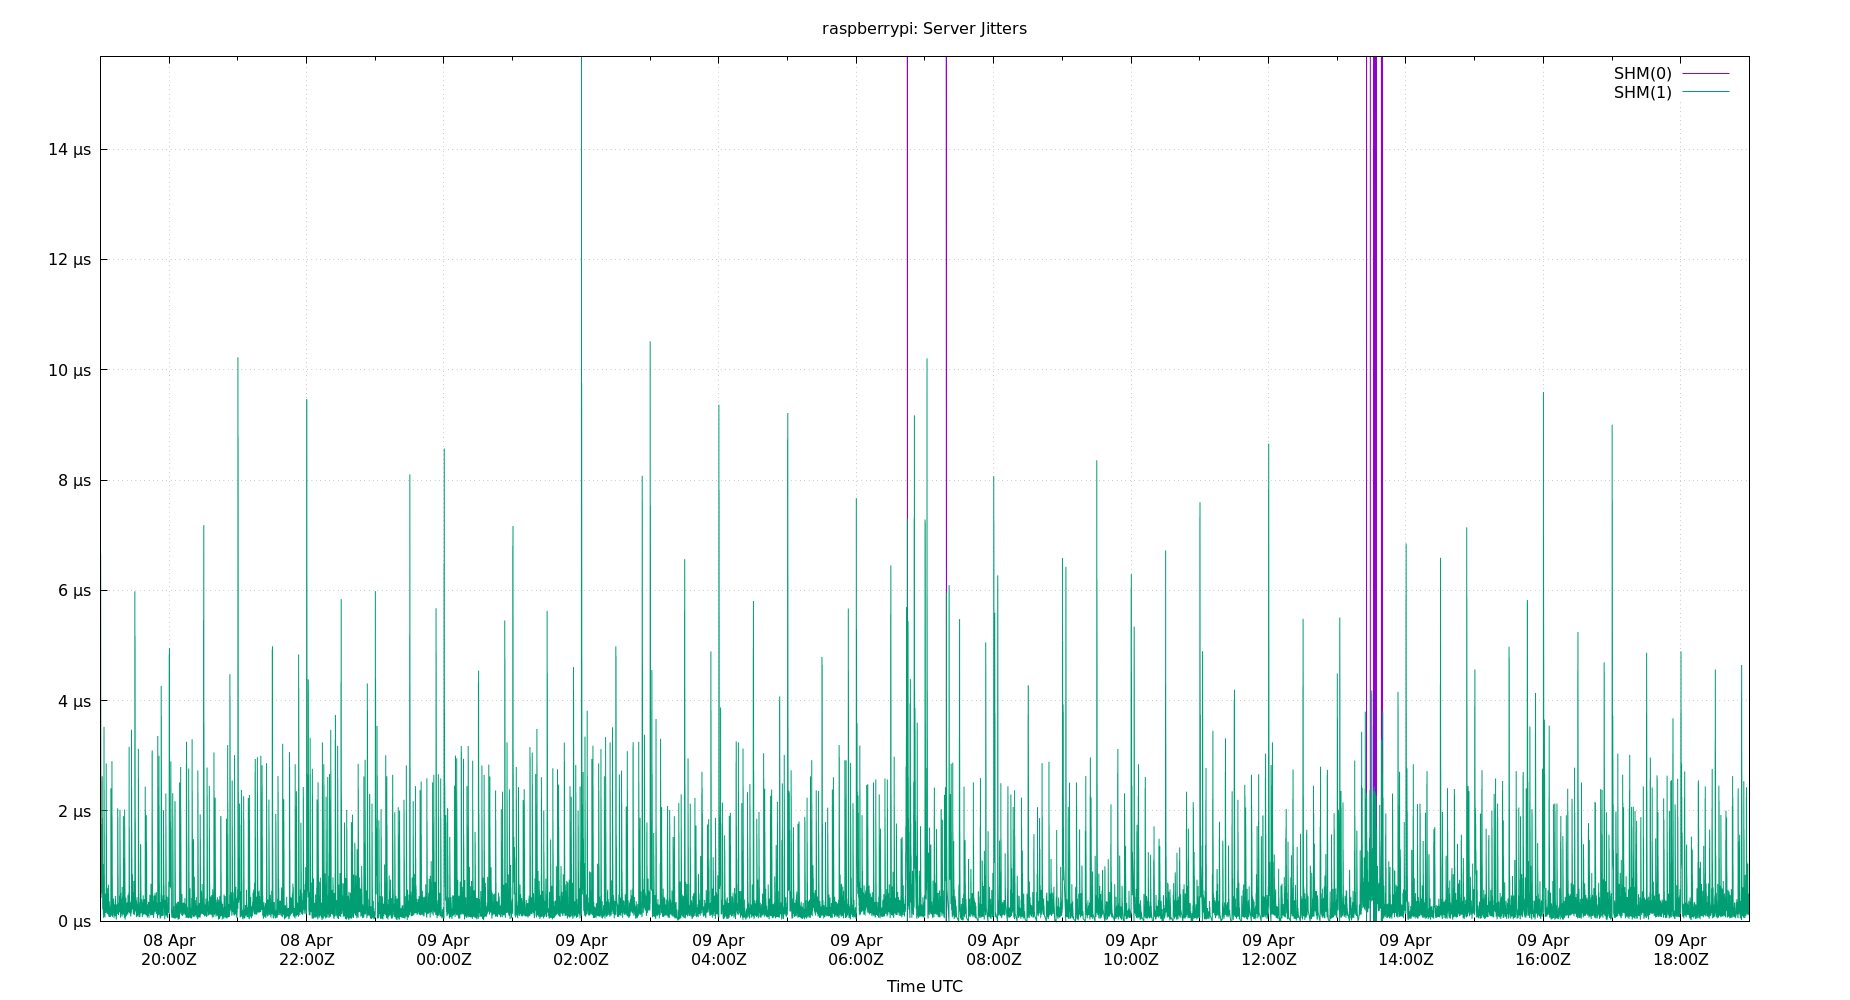 raspberrypi: Server Jitters
SHM(0)
SHM(1)
14 µs
12 µs
10 µs
8 µs
6 µs
4 µs
2 µs
0 µs
08 Apr
20:00Z
08 Apr
22:00Z
09 Apr
00:00Z
09 Apr
02:00Z
09 Apr
04:00Z
09 Apr
06:00Z
09 Apr
08:00Z
09 Apr
10:00Z
09 Apr
12:00Z
09 Apr
14:00Z
09 Apr
16:00Z
09 Apr
18:00Z
Time UTC